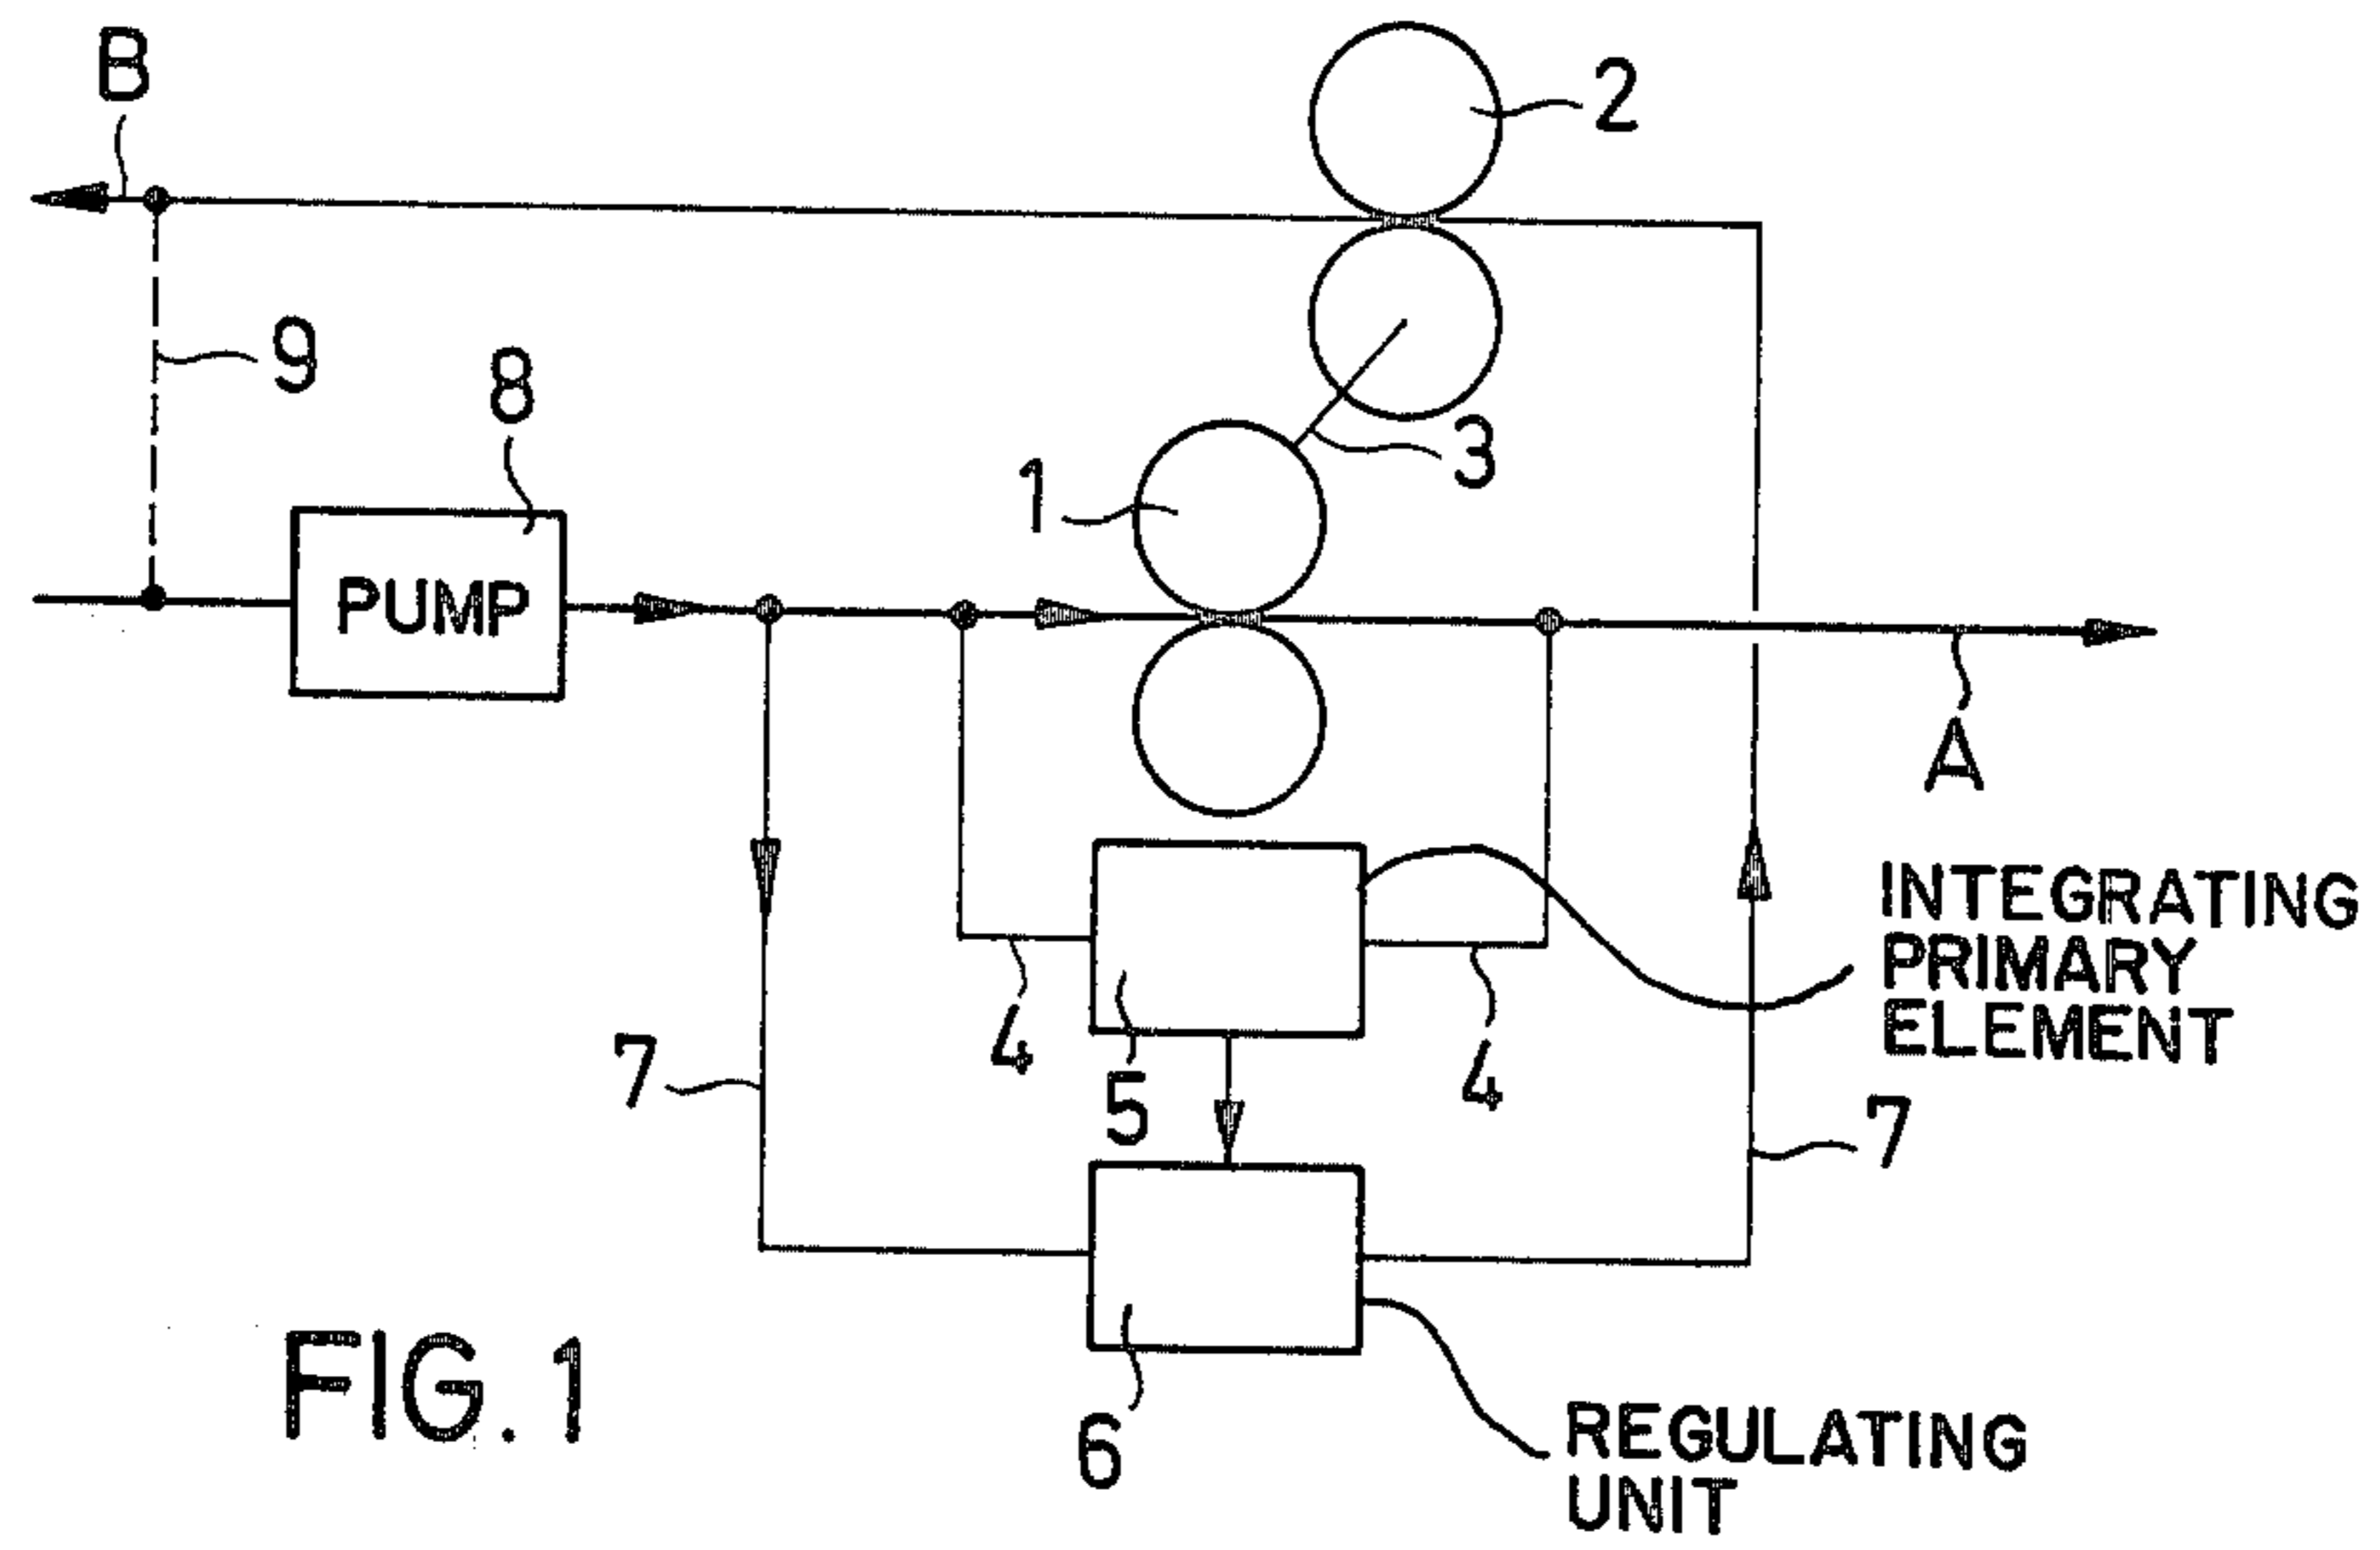 B
2
9
8
3
1
PUMP
A
INTEGRATING
PRIMARY
ELEMENT
4
4
5
7
7
6
FIG. 1
REGULATING
UNIT